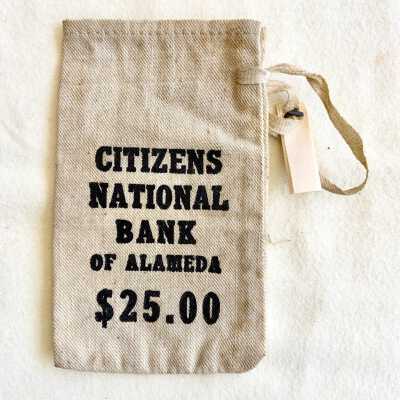 CITIZENS
NATIONAL
BANK
OF ALAMEDA
$25.00